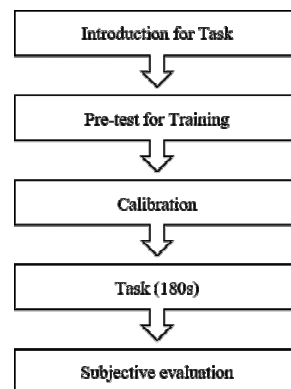 Introduction for Task
Pre-test for Training
Calibration
Task (180s)
Subjective evaluation